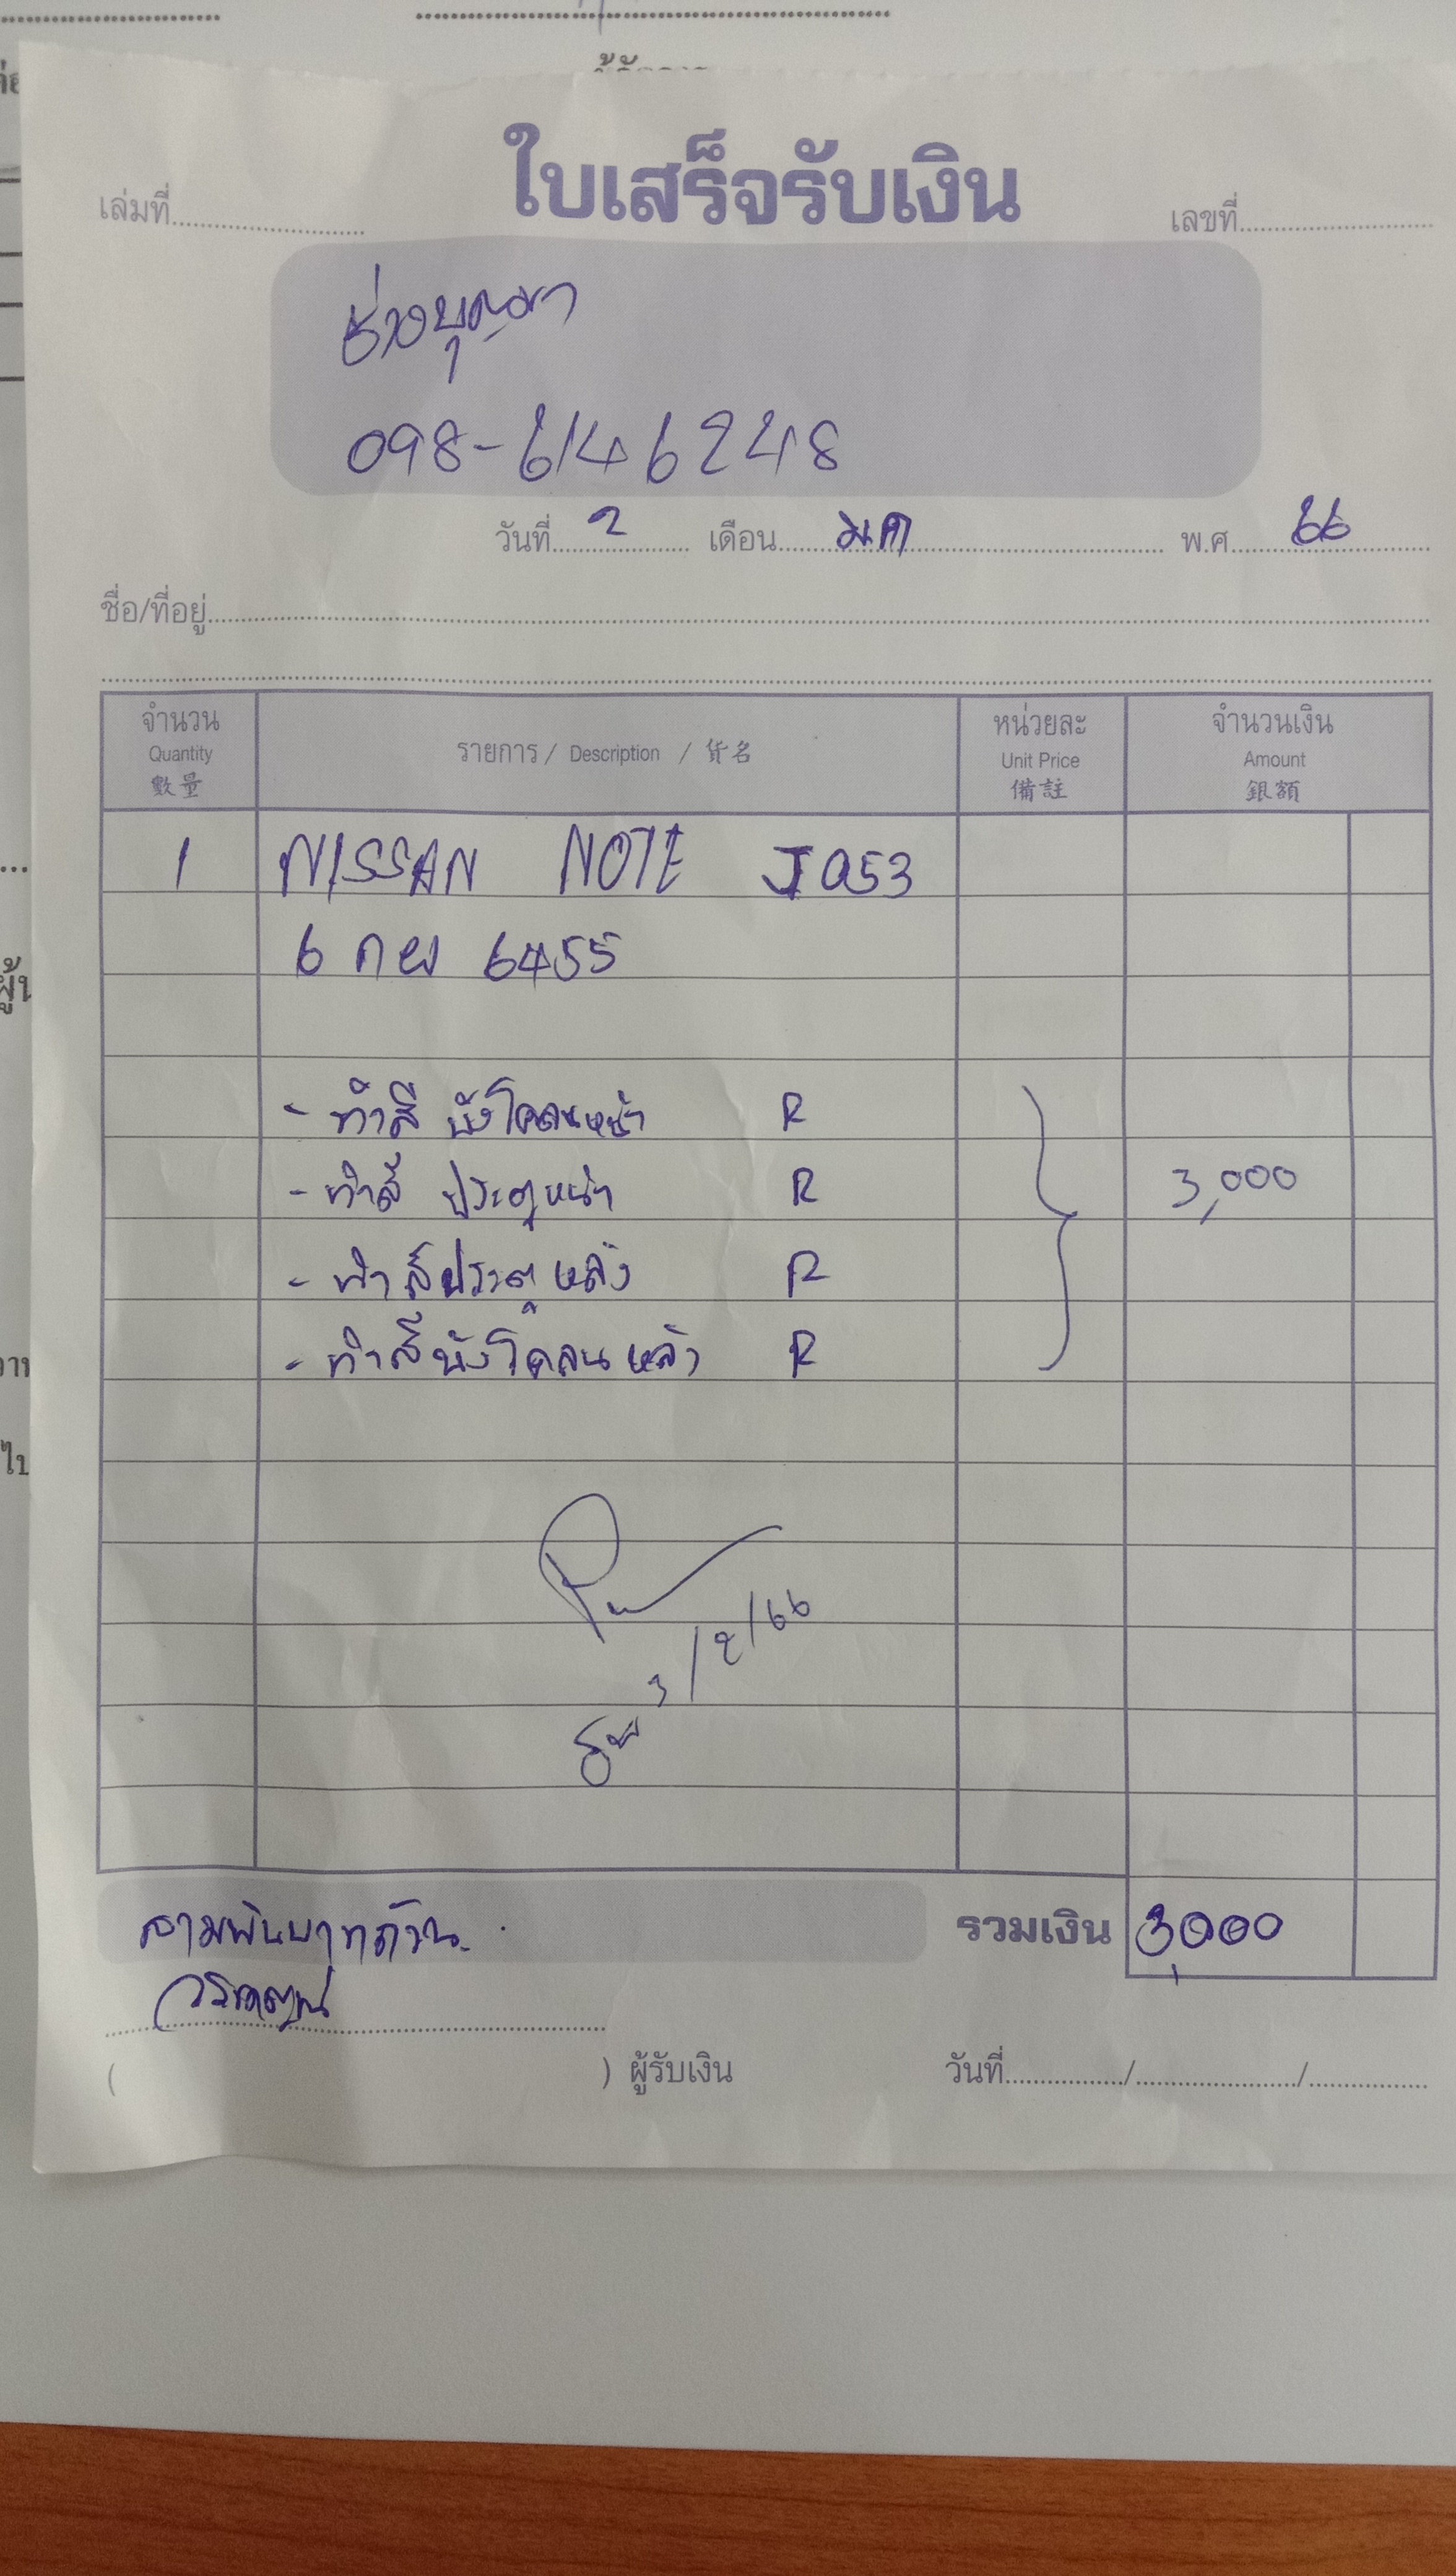 ใบเสร็จรับเงิน
เล่มที่ เลขที่
ช่างบุญมา
098-6146248
วันที่ 2 เดือน มค พ.ศ. 66
ชื่อ/ที่อยู่
จำนวน รายการ / Description / 貨名 หน่วยละ จำนวนเงิน
Quantity Unit Price Amount
數量 備註 銀額
1 NISSAN NOTE J053
6 กย 6455
- ทำสี บังโคลนหน้า R
- ทำสี ประตูหน้า R 3,000
- ทำสีประตูหลัง R
- ทำสีบังโคลนหลัง R
3/2/66
สามพันบาทถ้วน. รวมเงิน 3,000
( ) ผู้รับเงิน วันที่ / /